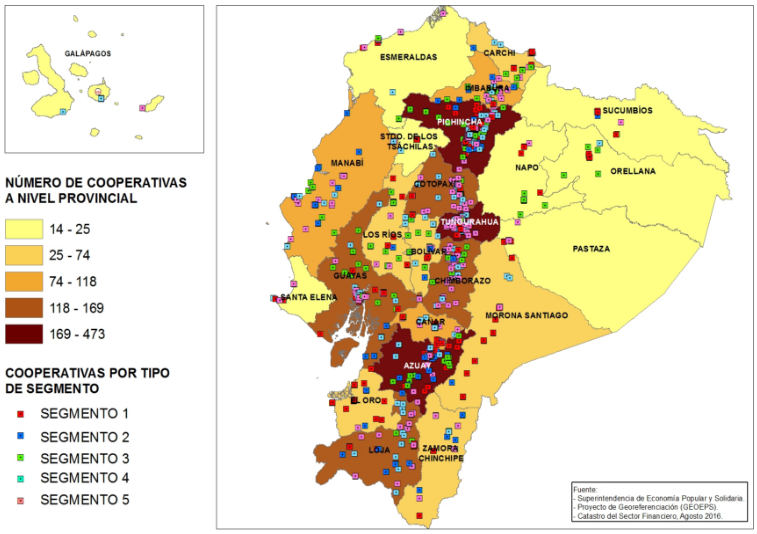 GALÁPAGOS
ESMERALDAS
CARCHI
IMBABURA
SUCUMBÍOS
PICHINCHA
STDO. DE LOS
TSÁCHILAS
MANABÍ
NAPO
ORELLANA
COTOPAXI
TUNGURAHUA
LOS RÍOS
BOLÍVAR
PASTAZA
GUAYAS
CHIMBORAZO
SANTA ELENA
MORONA SANTIAGO
CAÑAR
AZUAY
EL ORO
LOJA
ZAMORA
CHINCHIPE
NÚMERO DE COOPERATIVAS
A NIVEL PROVINCIAL
14 - 25
25 - 74
74 - 118
118 - 169
169 - 473
COOPERATIVAS POR TIPO
DE SEGMENTO
SEGMENTO 1
SEGMENTO 2
SEGMENTO 3
SEGMENTO 4
SEGMENTO 5
Fuente:
- Superintendencia de Economía Popular y Solidaria.
- Proyecto de Georeferenciación (GEOEPS).
- Catastro del Sector Financiero, Agosto 2016.